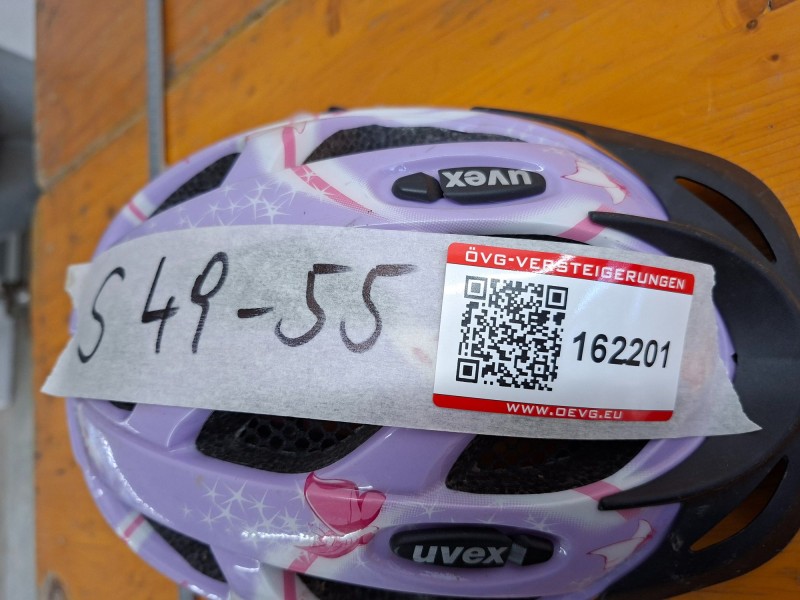 uvex
S 49-55
ÖVG-VERSTEIGERUNGEN
162201
WWW.OEVG.EU
uvex